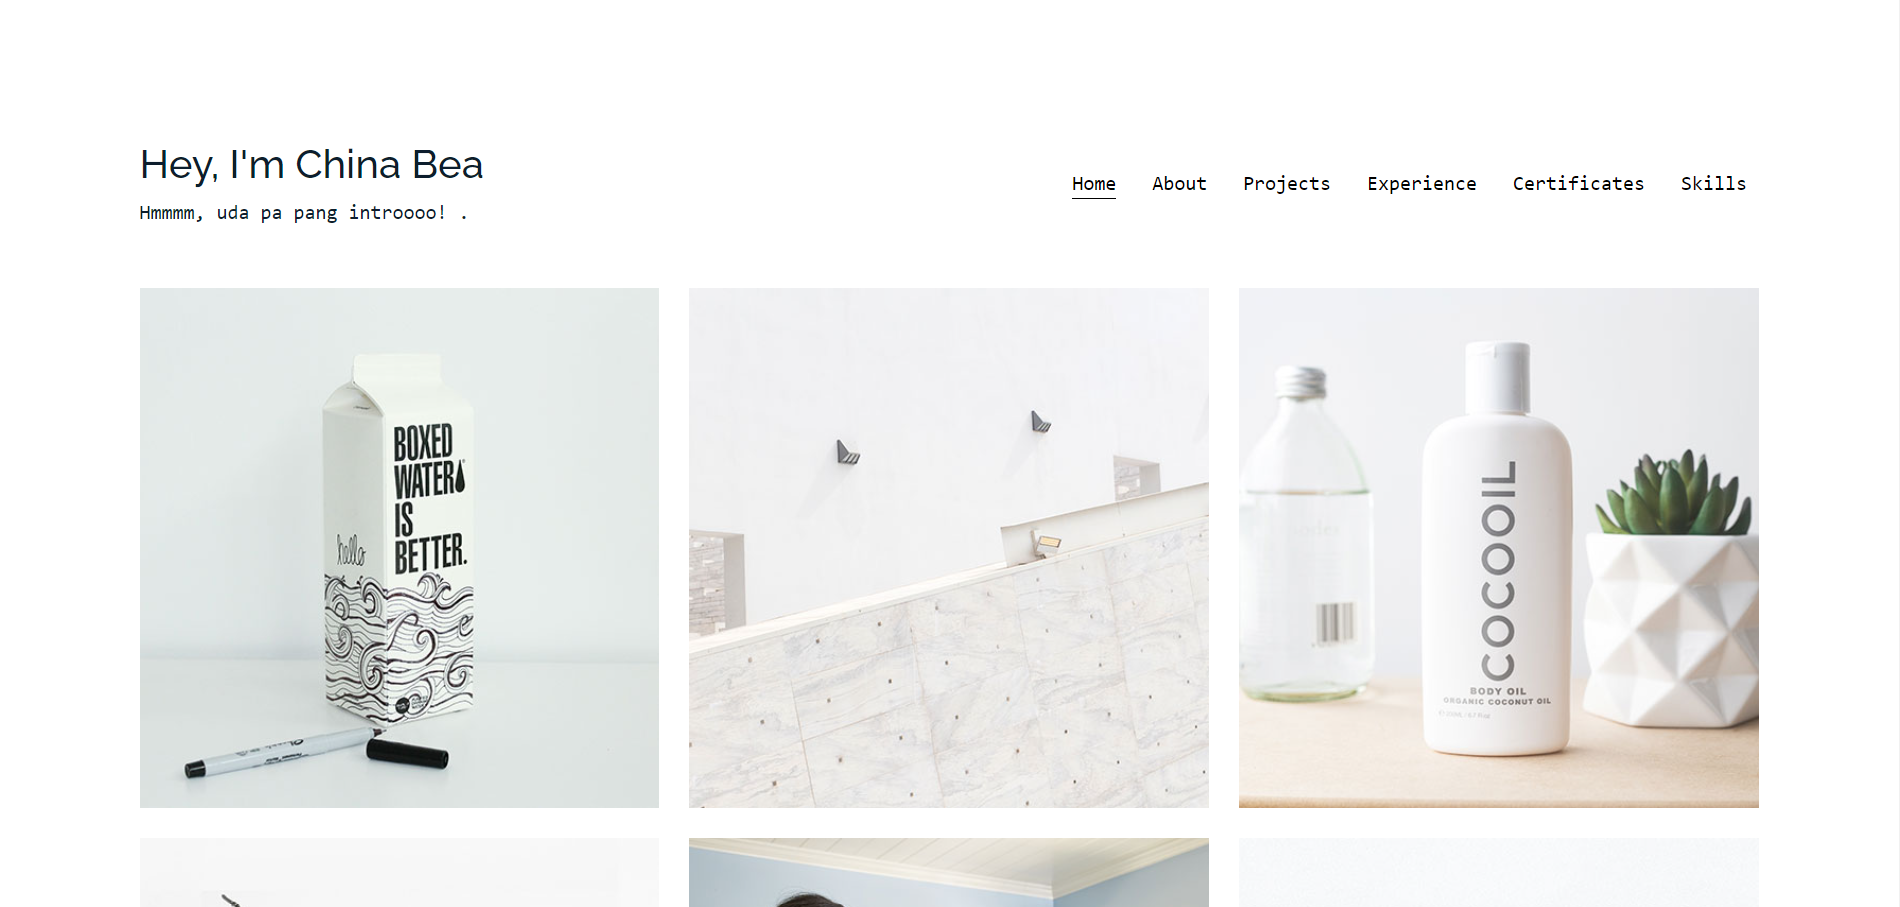 Hey, I'm China Bea
Hmmmm, uda pa pang introooo! .
Home About Projects Experience Certificates Skills
BOXED
WATER
IS
BETTER.
hello
COCOOIL
BODY OIL
ORGANIC COCONUT OIL